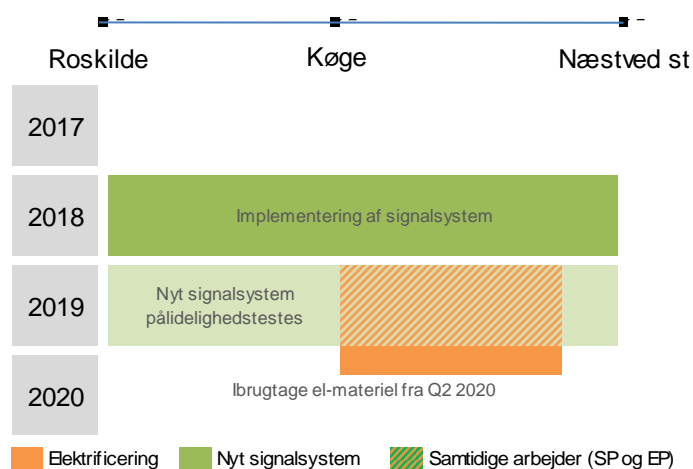 Roskilde Køge Næstved st
2017
2018
Implementering af signalsystem
2019
Nyt signalsystem
pålidelighedstestes
2020
Ibrugtage el-materiel fra Q2 2020
Elektrificering Nyt signalsystem Samtidige arbejder (SP og EP)